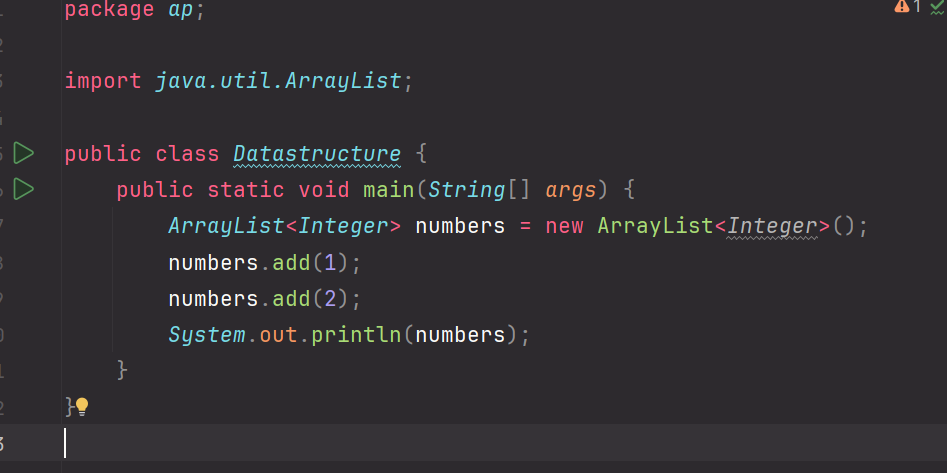 package ap;
import java.util.ArrayList;
public class Datastructure {
public static void main(String[] args) {
ArrayList<Integer> numbers = new ArrayList<Integer>();
numbers.add(1);
numbers.add(2);
System.out.println(numbers);
}
}
1